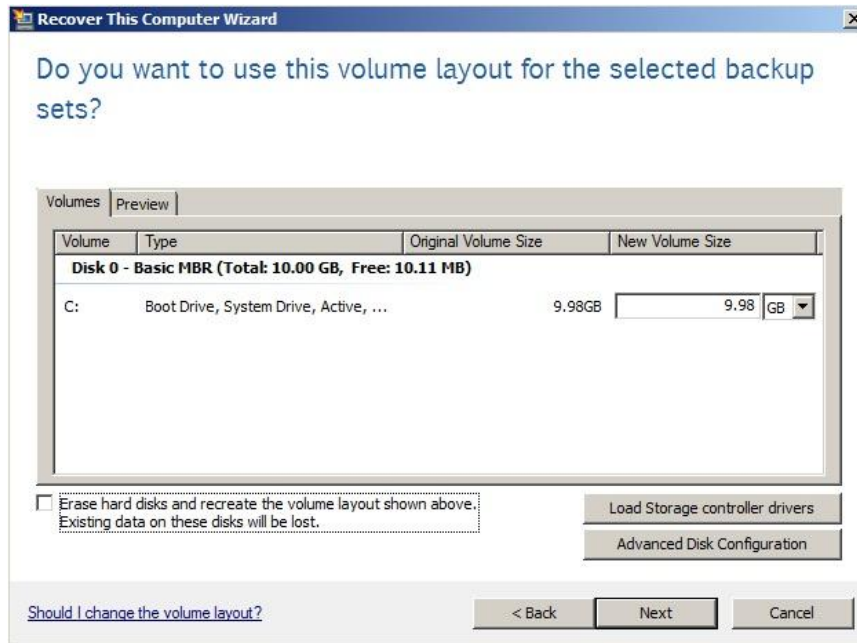 Recover This Computer Wizard
Do you want to use this volume layout for the selected backup
sets?
Volumes Preview
Volume Type Original Volume Size New Volume Size
Disk 0 - Basic MBR (Total: 10.00 GB, Free: 10.11 MB)
C: Boot Drive, System Drive, Active, ... 9.98GB 9.98 GB
Erase hard disks and recreate the volume layout shown above.
Existing data on these disks will be lost.
Load Storage controller drivers
Advanced Disk Configuration
Should I change the volume layout? < Back Next Cancel